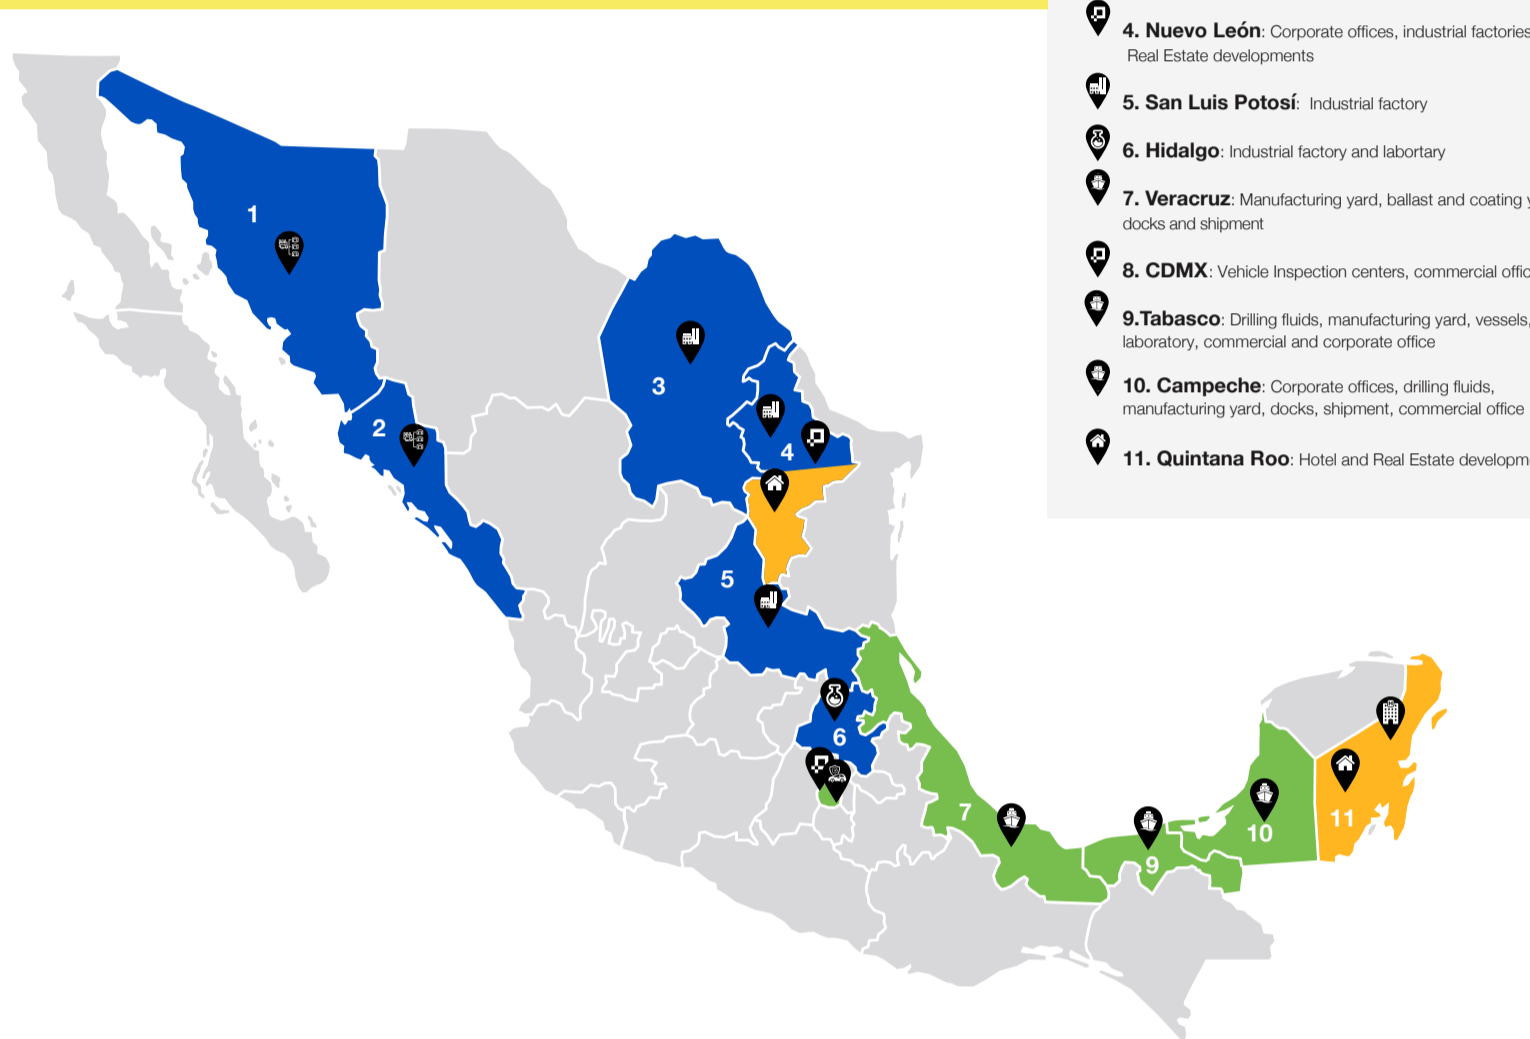 4. Nuevo León: Corporate offices, industrial factories
Real Estate developments
5. San Luis Potosí: Industrial factory
6. Hidalgo: Industrial factory and labortary
7. Veracruz: Manufacturing yard, ballast and coating
docks and shipment
8. CDMX: Vehicle Inspection centers, commercial
9.Tabasco: Drilling fluids, manufacturing yard, vessels,
laboratory, commercial and corporate office
10. Campeche: Corporate offices, drilling fluids,
manufacturing yard, docks, shipment, commercial office
11. Quintana Roo: Hotel and Real Estate
1
2
3
4
5
6
7
9
10
11